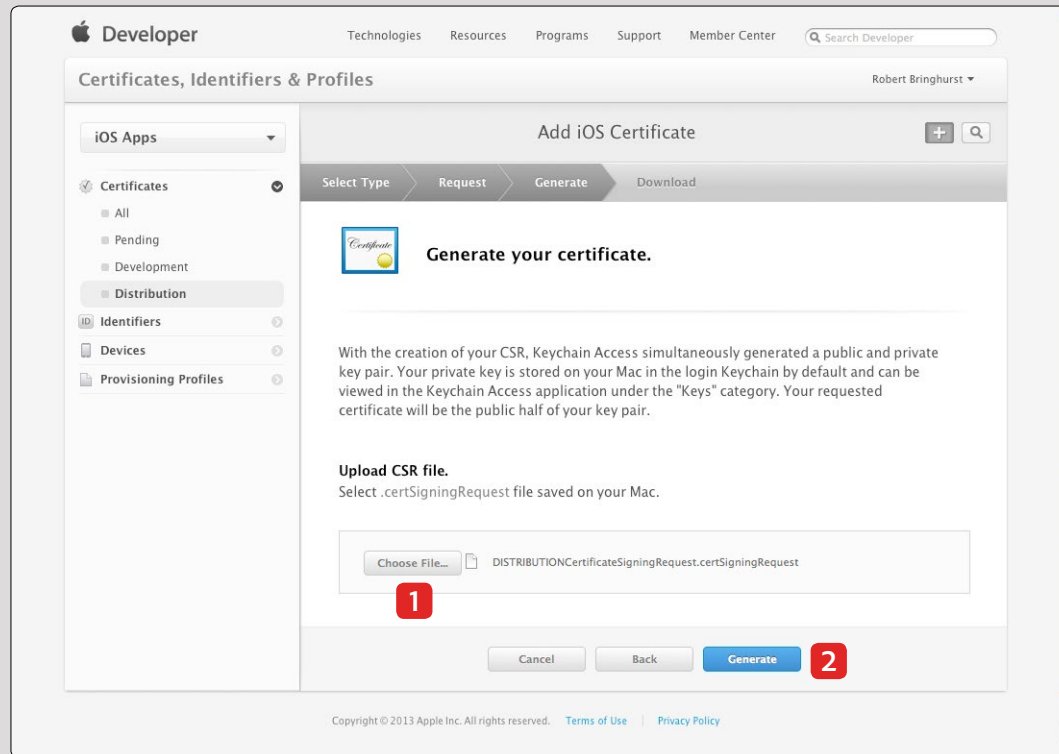 Developer
Technologies Resources Programs Support Member Center Search Developer
Certificates, Identifiers & Profiles
Robert Bringhurst
iOS Apps
Add iOS Certificate
Certificates
All
Pending
Development
Distribution
ID Identifiers
Devices
Provisioning Profiles
Select Type Request Generate Download
Certificate
Generate your certificate.
With the creation of your CSR, Keychain Access simultaneously generated a public and private
key pair. Your private key is stored on your Mac in the login Keychain by default and can be
viewed in the Keychain Access application under the "Keys" category. Your requested
certificate will be the public half of your key pair.
Upload CSR file.
Select .certSigningRequest file saved on your Mac.
Choose File... DISTRIBUTIONCertificateSigningRequest.certSigningRequest
1
Cancel Back Generate 2
Copyright © 2013 Apple Inc. All rights reserved. Terms of Use Privacy Policy